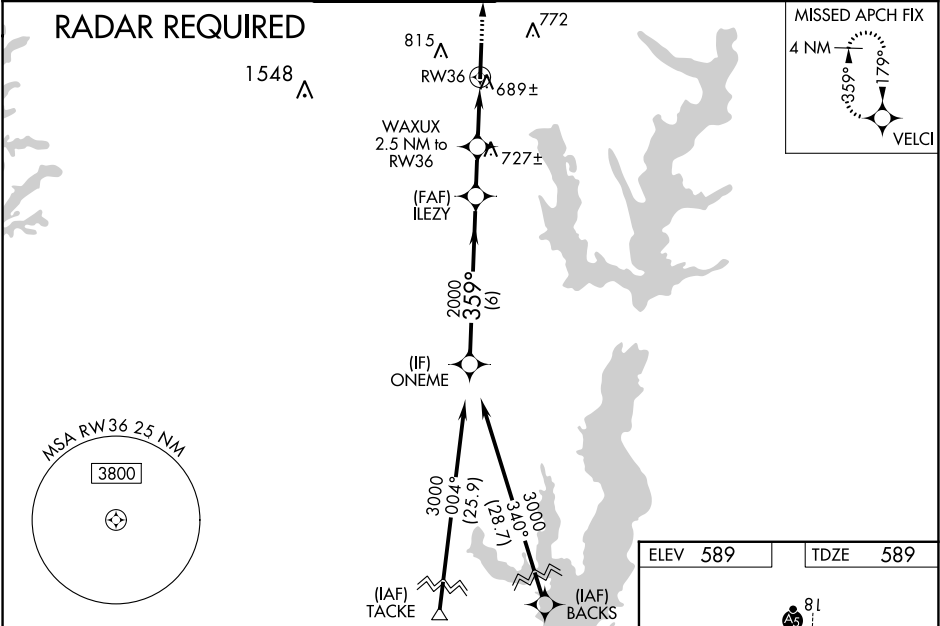 RADAR REQUIRED
815
772
1548
RW36
689±
WAXUX
2.5 NM to
RW36
727±
(FAF)
ILEZY
2000
359°
(6)
(IF)
ONEME
MISSED APCH FIX
4 NM
359°
179°
VELCI
MSA RW36 25 NM
3800
3000
004°
(25.9)
3000
340°
(28.7)
(IAF)
TACKE
(IAF)
BACKS
ELEV 589
TDZE 589
18
A5